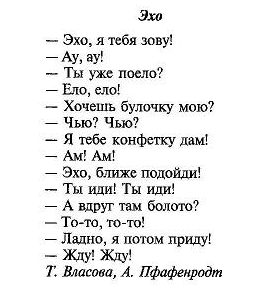 Эхо
— Эхо, я тебя зову!
— Ау, ау!
— Ты уже поело?
— Ело, ело!
— Хочешь булочку мою?
— Чью? Чью?
— Я тебе конфетку дам!
— Ам! Ам!
— Эхо, ближе подойди!
— Ты иди! Ты иди!
— А вдруг там болото?
— То-то, то-то!
— Ладно, я потом приду!
— Жду! Жду!
Т. Власова, А. Пфафенродт